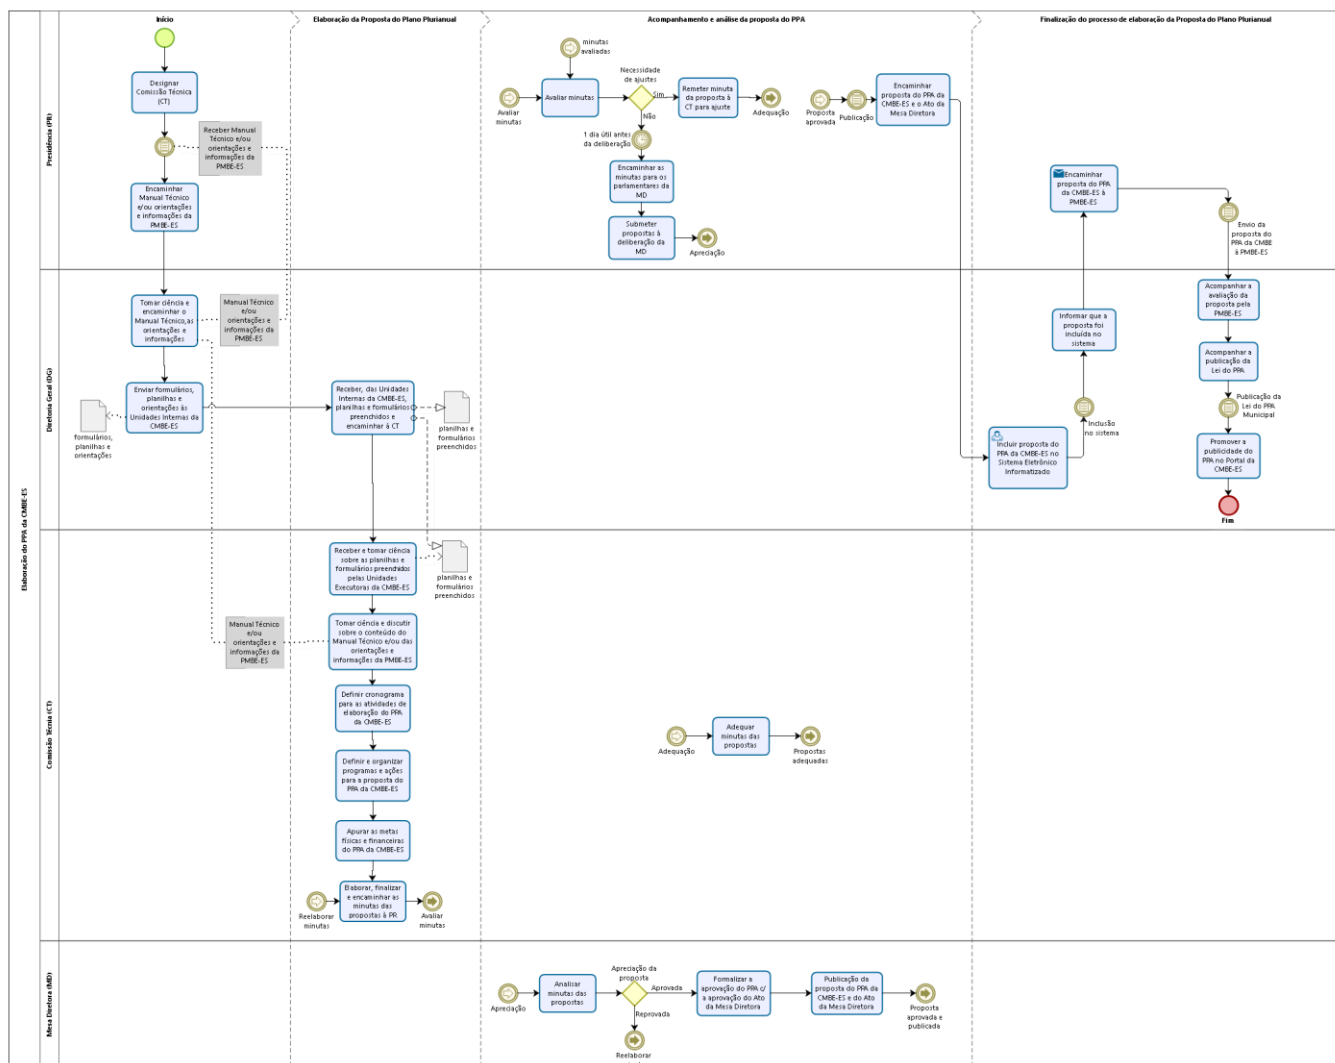 Início
Elaboração da Proposta do Plano Plurianual
Acompanhamento e análise da proposta do PPA
Finalização do processo de elaboração da Proposta do Plano Plurianual
Elaboração do PPA da CMBE-ES
Presidência (PR)
Designar
Comissão Técnica
(CT)
Receber Manual
Técnico e/ou
orientações e
informações da
PMBE-ES
Encaminhar
Manual Técnico
e/ou orientações
e informações da
PMBE-ES
minutas
avaliadas
Avaliar
minutas
Avaliar minutas
Necessidade
de ajustes
Sim
Não
Remeter minuta
da proposta à
CT para ajuste
Adequação
1 dia útil antes
da deliberação
Encaminhar as
minutas para os
parlamentares da
MD
Submeter
propostas à
deliberação da
MD
Apreciação
Proposta
aprovada
Publicação
Encaminhar
proposta do PPA da
CMBE-ES e o Ato da
Mesa Diretora
Encaminhar
proposta do PPA
da CMBE-ES à
PMBE-ES
Envio da
proposta do
PPA da CMBE
à PMBE-ES
Diretoria Geral (DG)
Tomar ciência e
encaminhar o
Manual Técnico,as
orientações e
informações
Manual Técnico
e/ou
orientações e
informações da
PMBE-ES
Enviar formulários,
planilhas e
orientações às
Unidades Internas da
CMBE-ES
formulários,
planilhas e
orientações
Receber, das Unidades
Internas da CMBE-ES,
planilhas e formulários
preenchidos e
encaminhar à CT
planilhas e
formulários
preenchidos
Incluir proposta do
PPA da CMBE-ES no
Sistema Eletrônico
Informatizado
Inclusão
no sistema
Informar que a
proposta foi
incluída no
sistema
Acompanhar a
avaliação da
proposta pela
PMBE-ES
Acompanhar a
publicação da
Lei do PPA
Publicação da
Lei do PPA
Municipal
Promover a
publicidade do
PPA no Portal da
CMBE-ES
Fim
Comissão Técnia (CT)
Receber e tomar ciência
sobre as planilhas e
formulários preenchidos
pelas Unidades
Executoras da CMBE-ES
planilhas e
formulários
preenchidos
Manual Técnico
e/ou
orientações e
informações da
PMBE-ES
Tomar ciência e discutir
sobre o conteúdo do
Manual Técnico e/ou das
orientações e
informações da PMBE-ES
Definir cronograma
para as atividades de
elaboração do PPA
da CMBE-ES
Definir e organizar
programas e ações
para a proposta do
PPA da CMBE-ES
Apurar as metas
físicas e financeiras
do PPA da CMBE-ES
Reelaborar
minutas
Elaborar, finalizar
e encaminhar as
minutas das
propostas à PR
Avaliar
minutas
Adequação
Adequar
minutas das
propostas
Propostas
adequadas
Mesa Diretora (MD)
Apreciação
Analisar
minutas das
propostas
Apreciação da
proposta
Aprovada
Reprovada
Reelaborar
Formalizar a
aprovação do PPA c/
a aprovação do Ato
da Mesa Diretora
Publicação da
proposta do PPA da
CMBE-ES e do Ato
da Mesa Diretora
Proposta
aprovada e
publicada